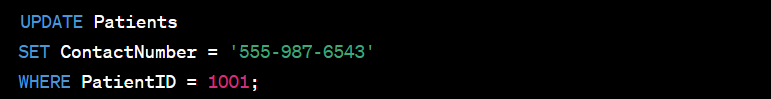 UPDATE Patients
SET ContactNumber = '555-987-6543'
WHERE PatientID = 1001;